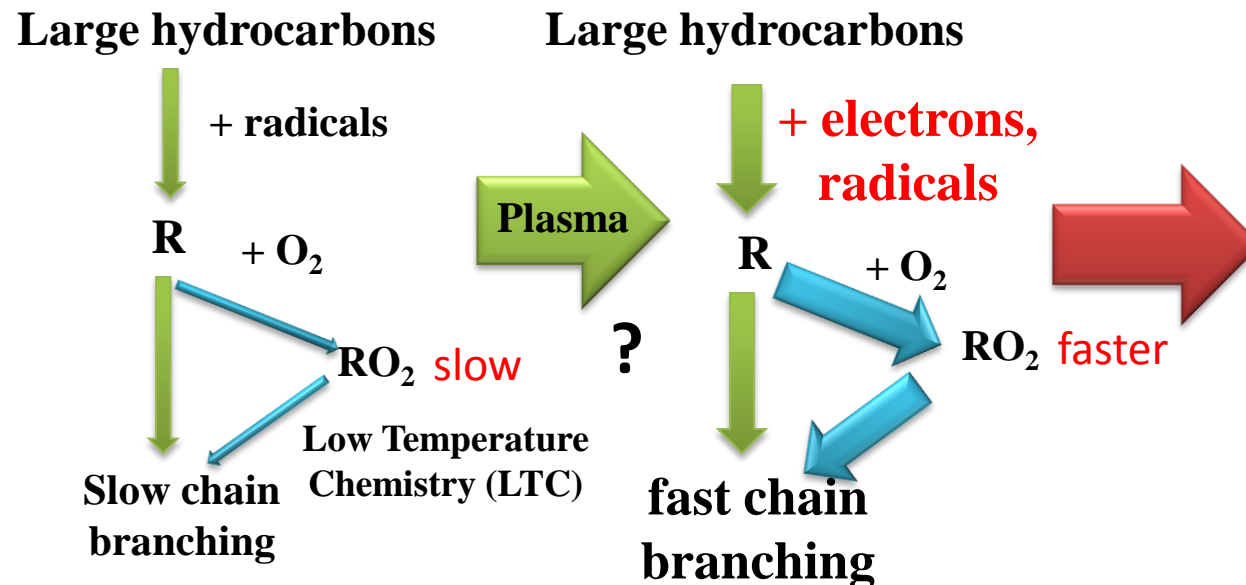 Large hydrocarbons
+ radicals
R
+ O₂
RO₂ slow
Low Temperature
Chemistry (LTC)
Slow chain
branching
Plasma
?
Large hydrocarbons
+ electrons,
radicals
R
+ O₂
RO₂ faster
fast chain
branching